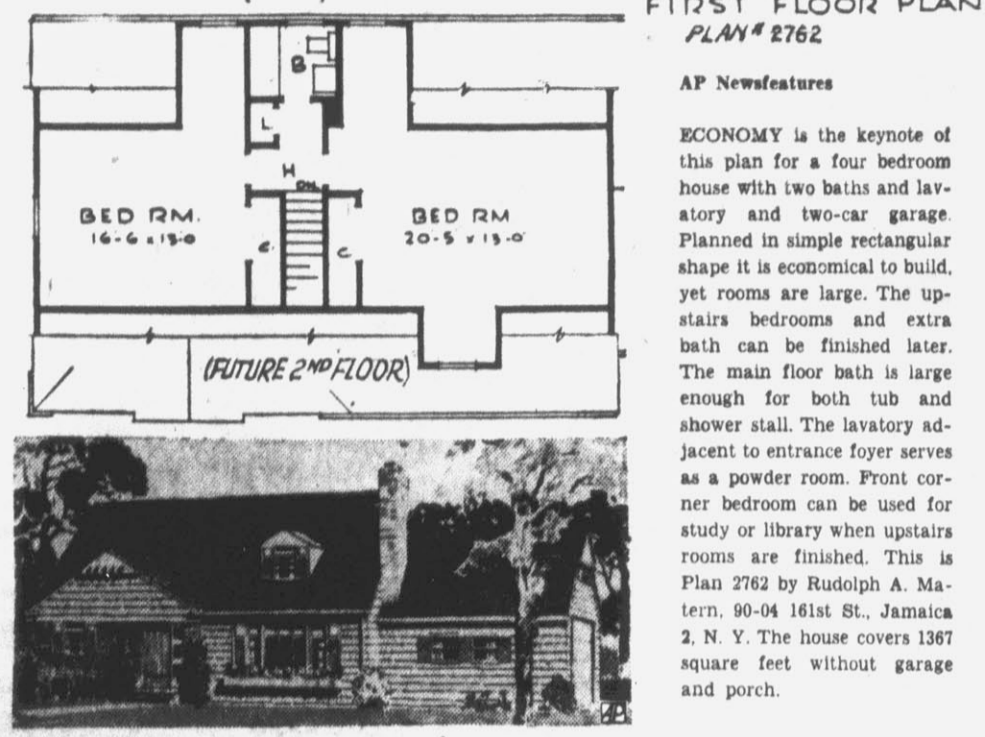 FIRST FLOOR PLAN
PLAN # 2762
B
L
H
DN.
BED RM.
16-6 x 13-0
BED RM
20-5 x 13-0
C
C
(FUTURE 2ND FLOOR)
AP
AP Newsfeatures
ECONOMY is the keynote of
this plan for a four bedroom
house with two baths and lav-
atory and two-car garage.
Planned in simple rectangular
shape it is economical to build,
yet rooms are large. The up-
stairs bedrooms and extra
bath can be finished later.
The main floor bath is large
enough for both tub and
shower stall. The lavatory ad-
jacent to entrance foyer serves
as a powder room. Front cor-
ner bedroom can be used for
study or library when upstairs
rooms are finished. This is
Plan 2762 by Rudolph A. Ma-
tern, 90-04 161st St., Jamaica
2, N. Y. The house covers 1367
square feet without garage
and porch.